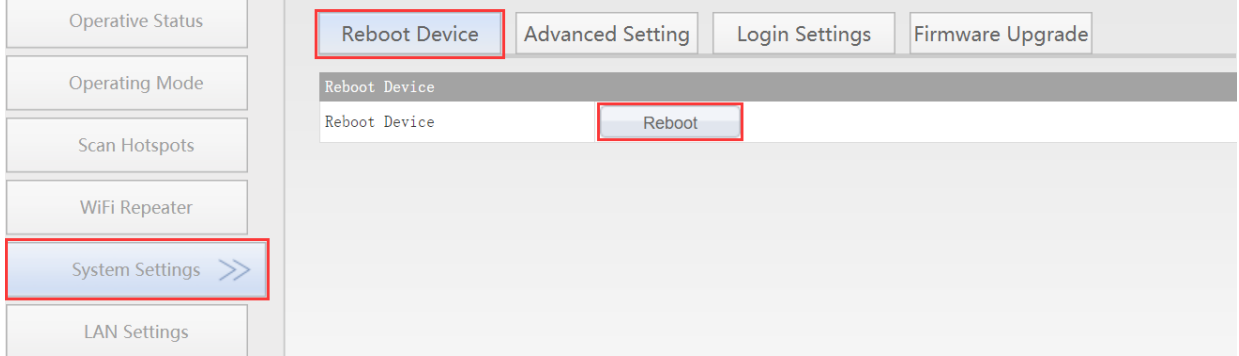 Operative Status
Operating Mode
Scan Hotspots
WiFi Repeater
System Settings >>
LAN Settings
Reboot Device Advanced Setting Login Settings Firmware Upgrade
Reboot Device
Reboot Device Reboot